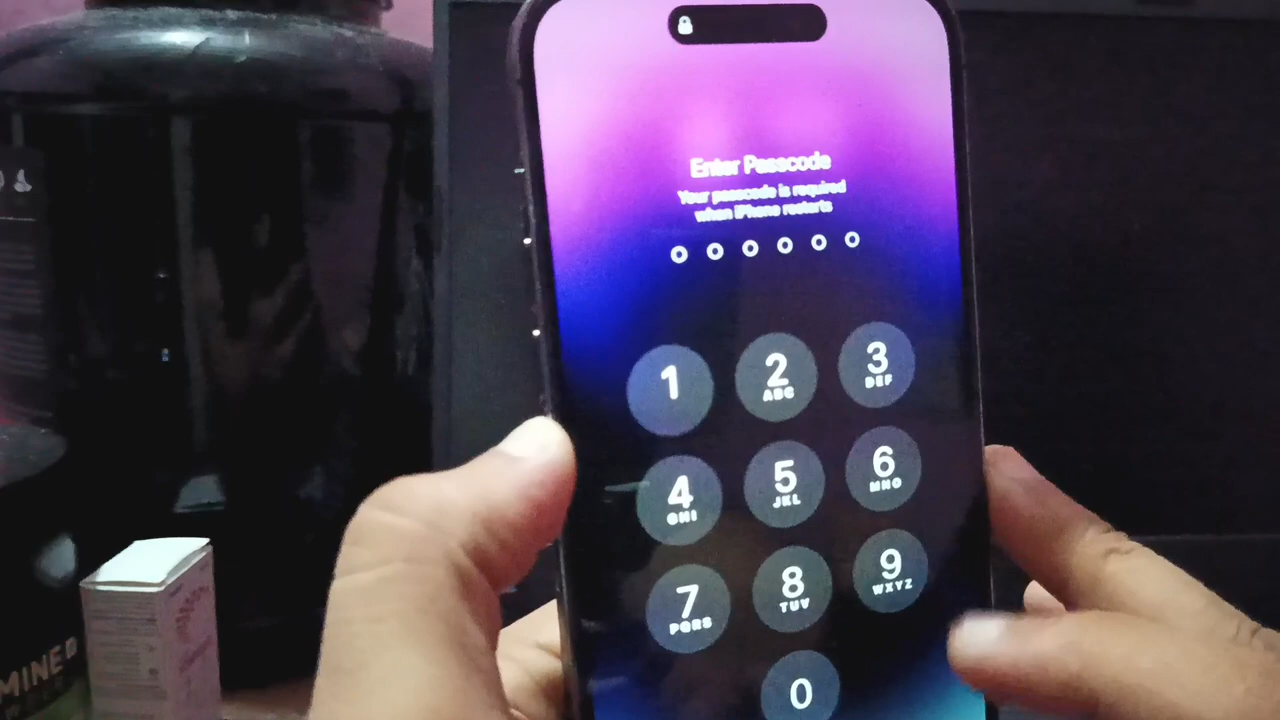 Enter Passcode
Your passcode is required
when iPhone restarts
1
2
ABC
3
DEF
4
GHI
5
JKL
6
MNO
7
PQRS
8
TUV
9
WXYZ
0
MINE